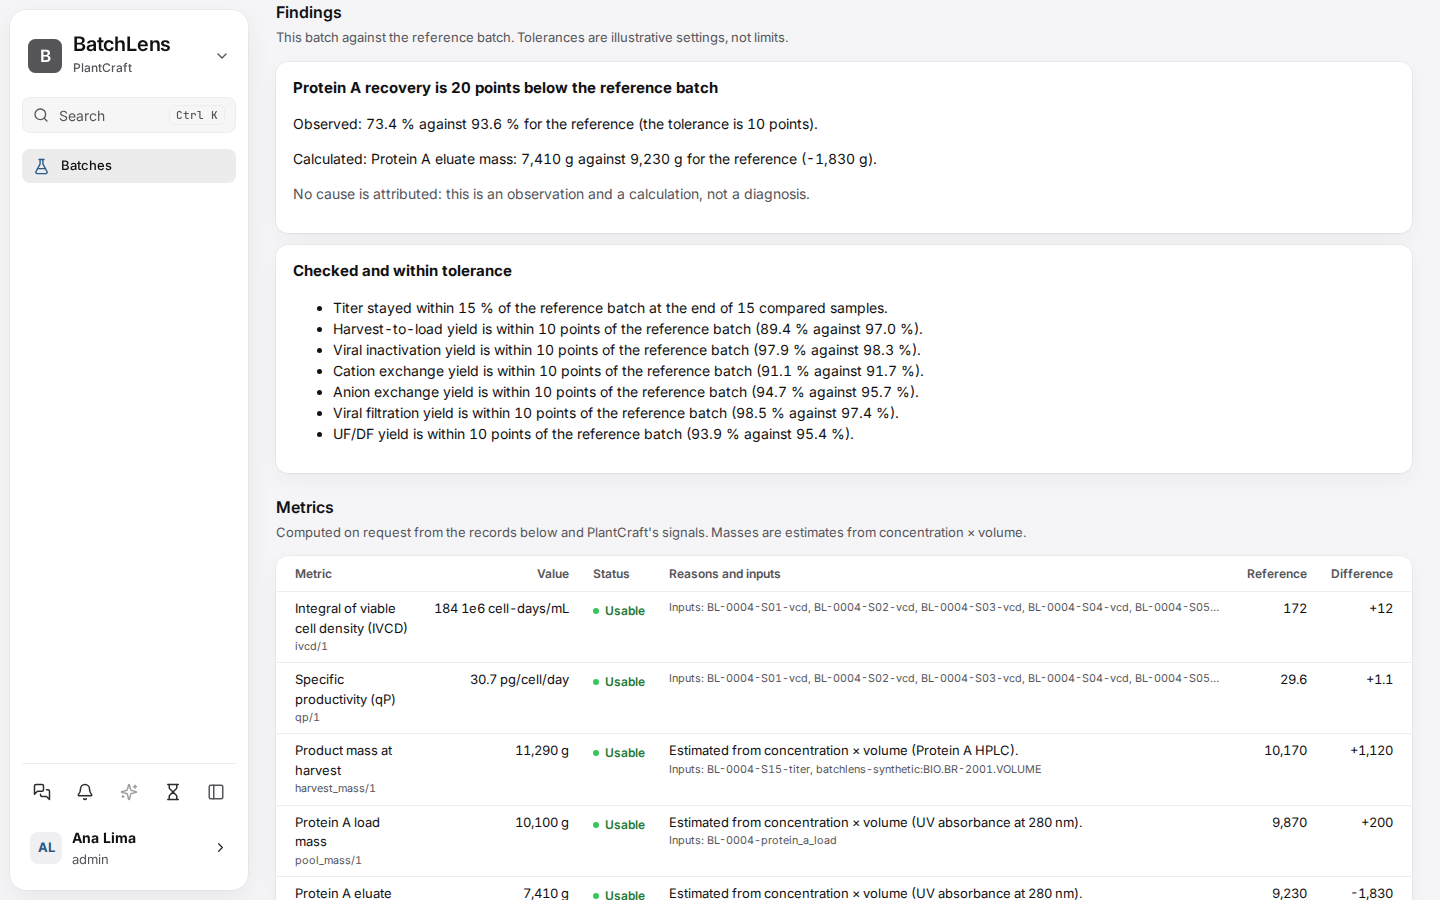 B
BatchLens
PlantCraft
Search
Ctrl K
Batches
Findings
This batch against the reference batch. Tolerances are illustrative settings, not limits.
Protein A recovery is 20 points below the reference batch
Observed: 73.4 % against 93.6 % for the reference (the tolerance is 10 points).
Calculated: Protein A eluate mass: 7,410 g against 9,230 g for the reference (-1,830 g).
No cause is attributed: this is an observation and a calculation, not a diagnosis.
Checked and within tolerance
• Titer stayed within 15 % of the reference batch at the end of 15 compared samples.
• Harvest-to-load yield is within 10 points of the reference batch (89.4 % against 97.0 %).
• Viral inactivation yield is within 10 points of the reference batch (97.9 % against 98.3 %).
• Cation exchange yield is within 10 points of the reference batch (91.1 % against 91.7 %).
• Anion exchange yield is within 10 points of the reference batch (94.7 % against 95.7 %).
• Viral filtration yield is within 10 points of the reference batch (98.5 % against 97.4 %).
• UF/DF yield is within 10 points of the reference batch (93.9 % against 95.4 %).
Metrics
Computed on request from the records below and PlantCraft's signals. Masses are estimates from concentration × volume.
Metric Value Status Reasons and inputs Reference Difference
Integral of viable 184 1e6 cell-days/mL Usable Inputs: BL-0004-S01-vcd, BL-0004-S02-vcd, BL-0004-S03-vcd, BL-0004-S04-vcd, BL-0004-S05... 172 +12
cell density (IVCD)
ivcd/1
Specific 30.7 pg/cell/day Usable Inputs: BL-0004-S01-vcd, BL-0004-S02-vcd, BL-0004-S03-vcd, BL-0004-S04-vcd, BL-0004-S05... 29.6 +1.1
productivity (qP)
qp/1
Product mass at 11,290 g Usable Estimated from concentration × volume (Protein A HPLC). 10,170 +1,120
harvest Inputs: BL-0004-S15-titer, batchlens-synthetic:BIO.BR-2001.VOLUME
harvest_mass/1
Protein A load 10,100 g Usable Estimated from concentration × volume (UV absorbance at 280 nm). 9,870 +200
mass Inputs: BL-0004-protein_a_load
pool_mass/1
Protein A eluate 7,410 g Usable Estimated from concentration × volume (UV absorbance at 280 nm). 9,230 -1,830
AL
Ana Lima
admin